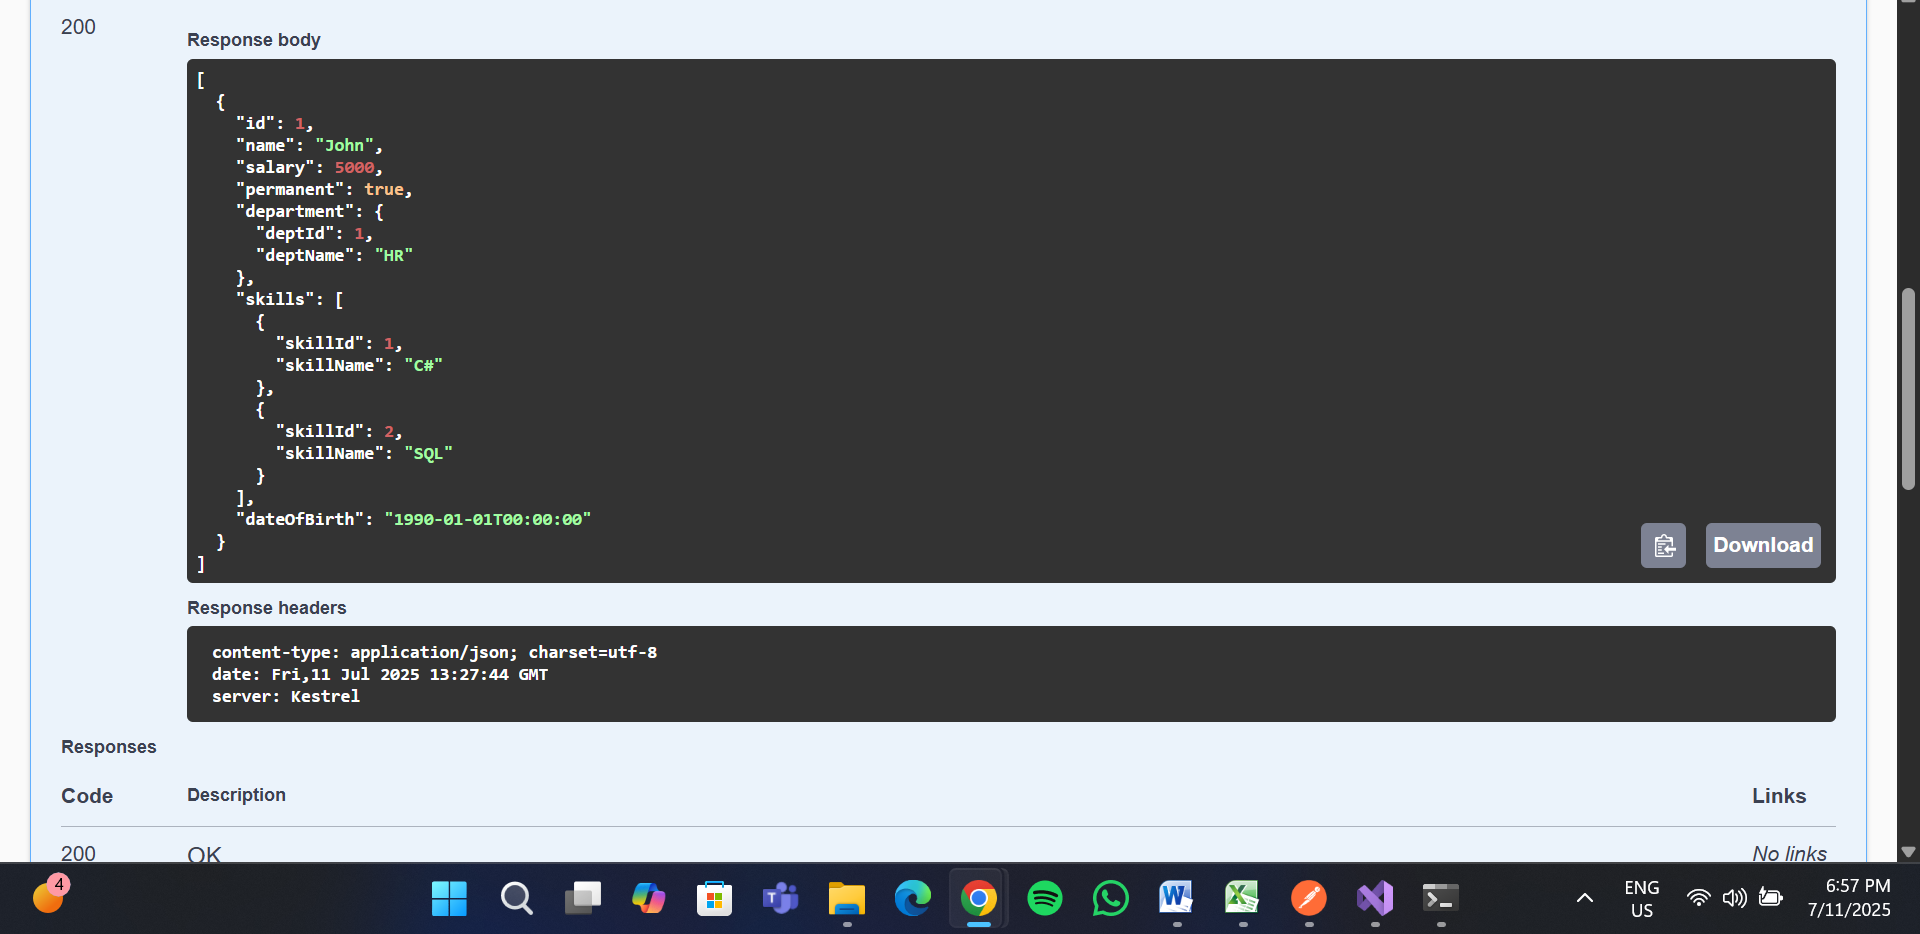 200
Response body
[
  {
    "id": 1,
    "name": "John",
    "salary": 5000,
    "permanent": true,
    "department": {
      "deptId": 1,
      "deptName": "HR"
    },
    "skills": [
      {
        "skillId": 1,
        "skillName": "C#"
      },
      {
        "skillId": 2,
        "skillName": "SQL"
      }
    ],
    "dateOfBirth": "1990-01-01T00:00:00"
  }
]
Download
Response headers
content-type: application/json; charset=utf-8
date: Fri,11 Jul 2025 13:27:44 GMT
server: Kestrel
Responses
Code Description Links
200 OK No links
4
ENG
US
6:57 PM
7/11/2025